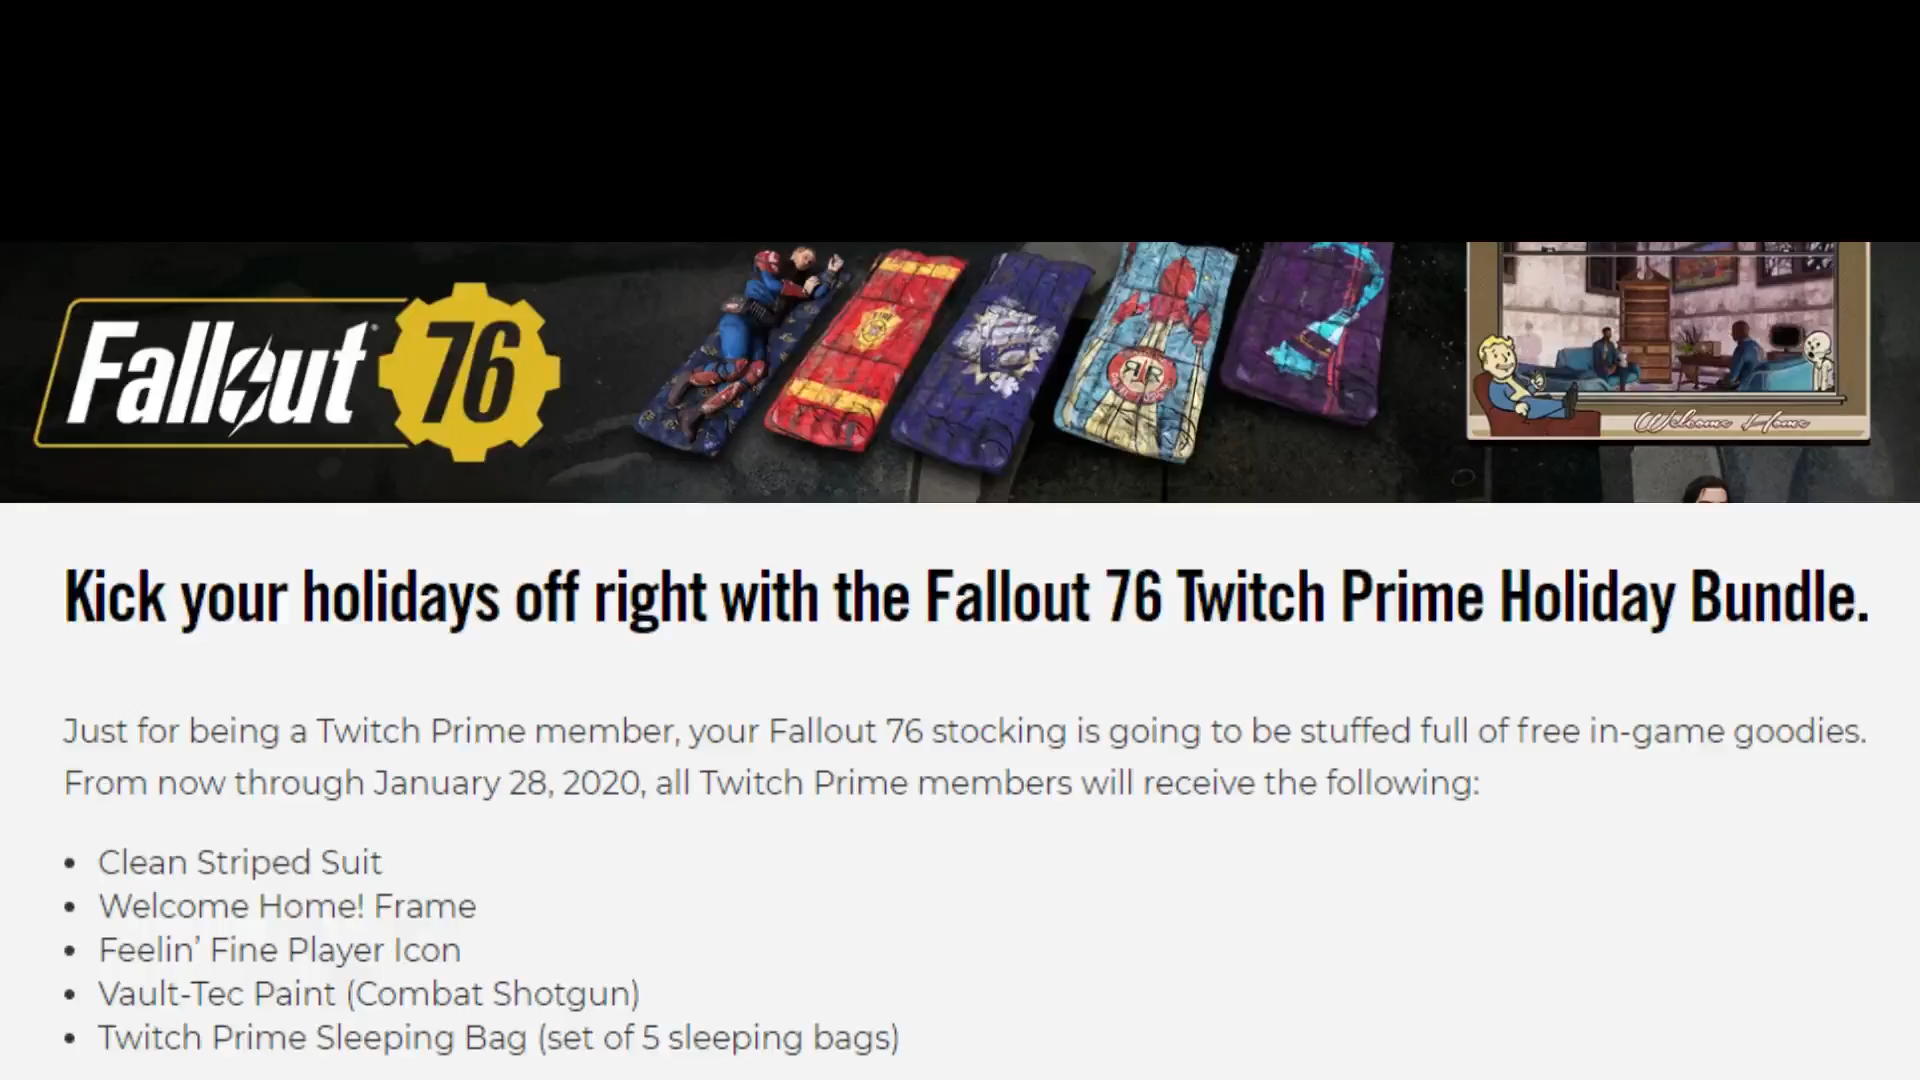 Fallout 76
RR
Welcome Home
Kick your holidays off right with the Fallout 76 Twitch Prime Holiday Bundle.
Just for being a Twitch Prime member, your Fallout 76 stocking is going to be stuffed full of free in-game goodies.
From now through January 28, 2020, all Twitch Prime members will receive the following:
• Clean Striped Suit
• Welcome Home! Frame
• Feelin’ Fine Player Icon
• Vault-Tec Paint (Combat Shotgun)
• Twitch Prime Sleeping Bag (set of 5 sleeping bags)